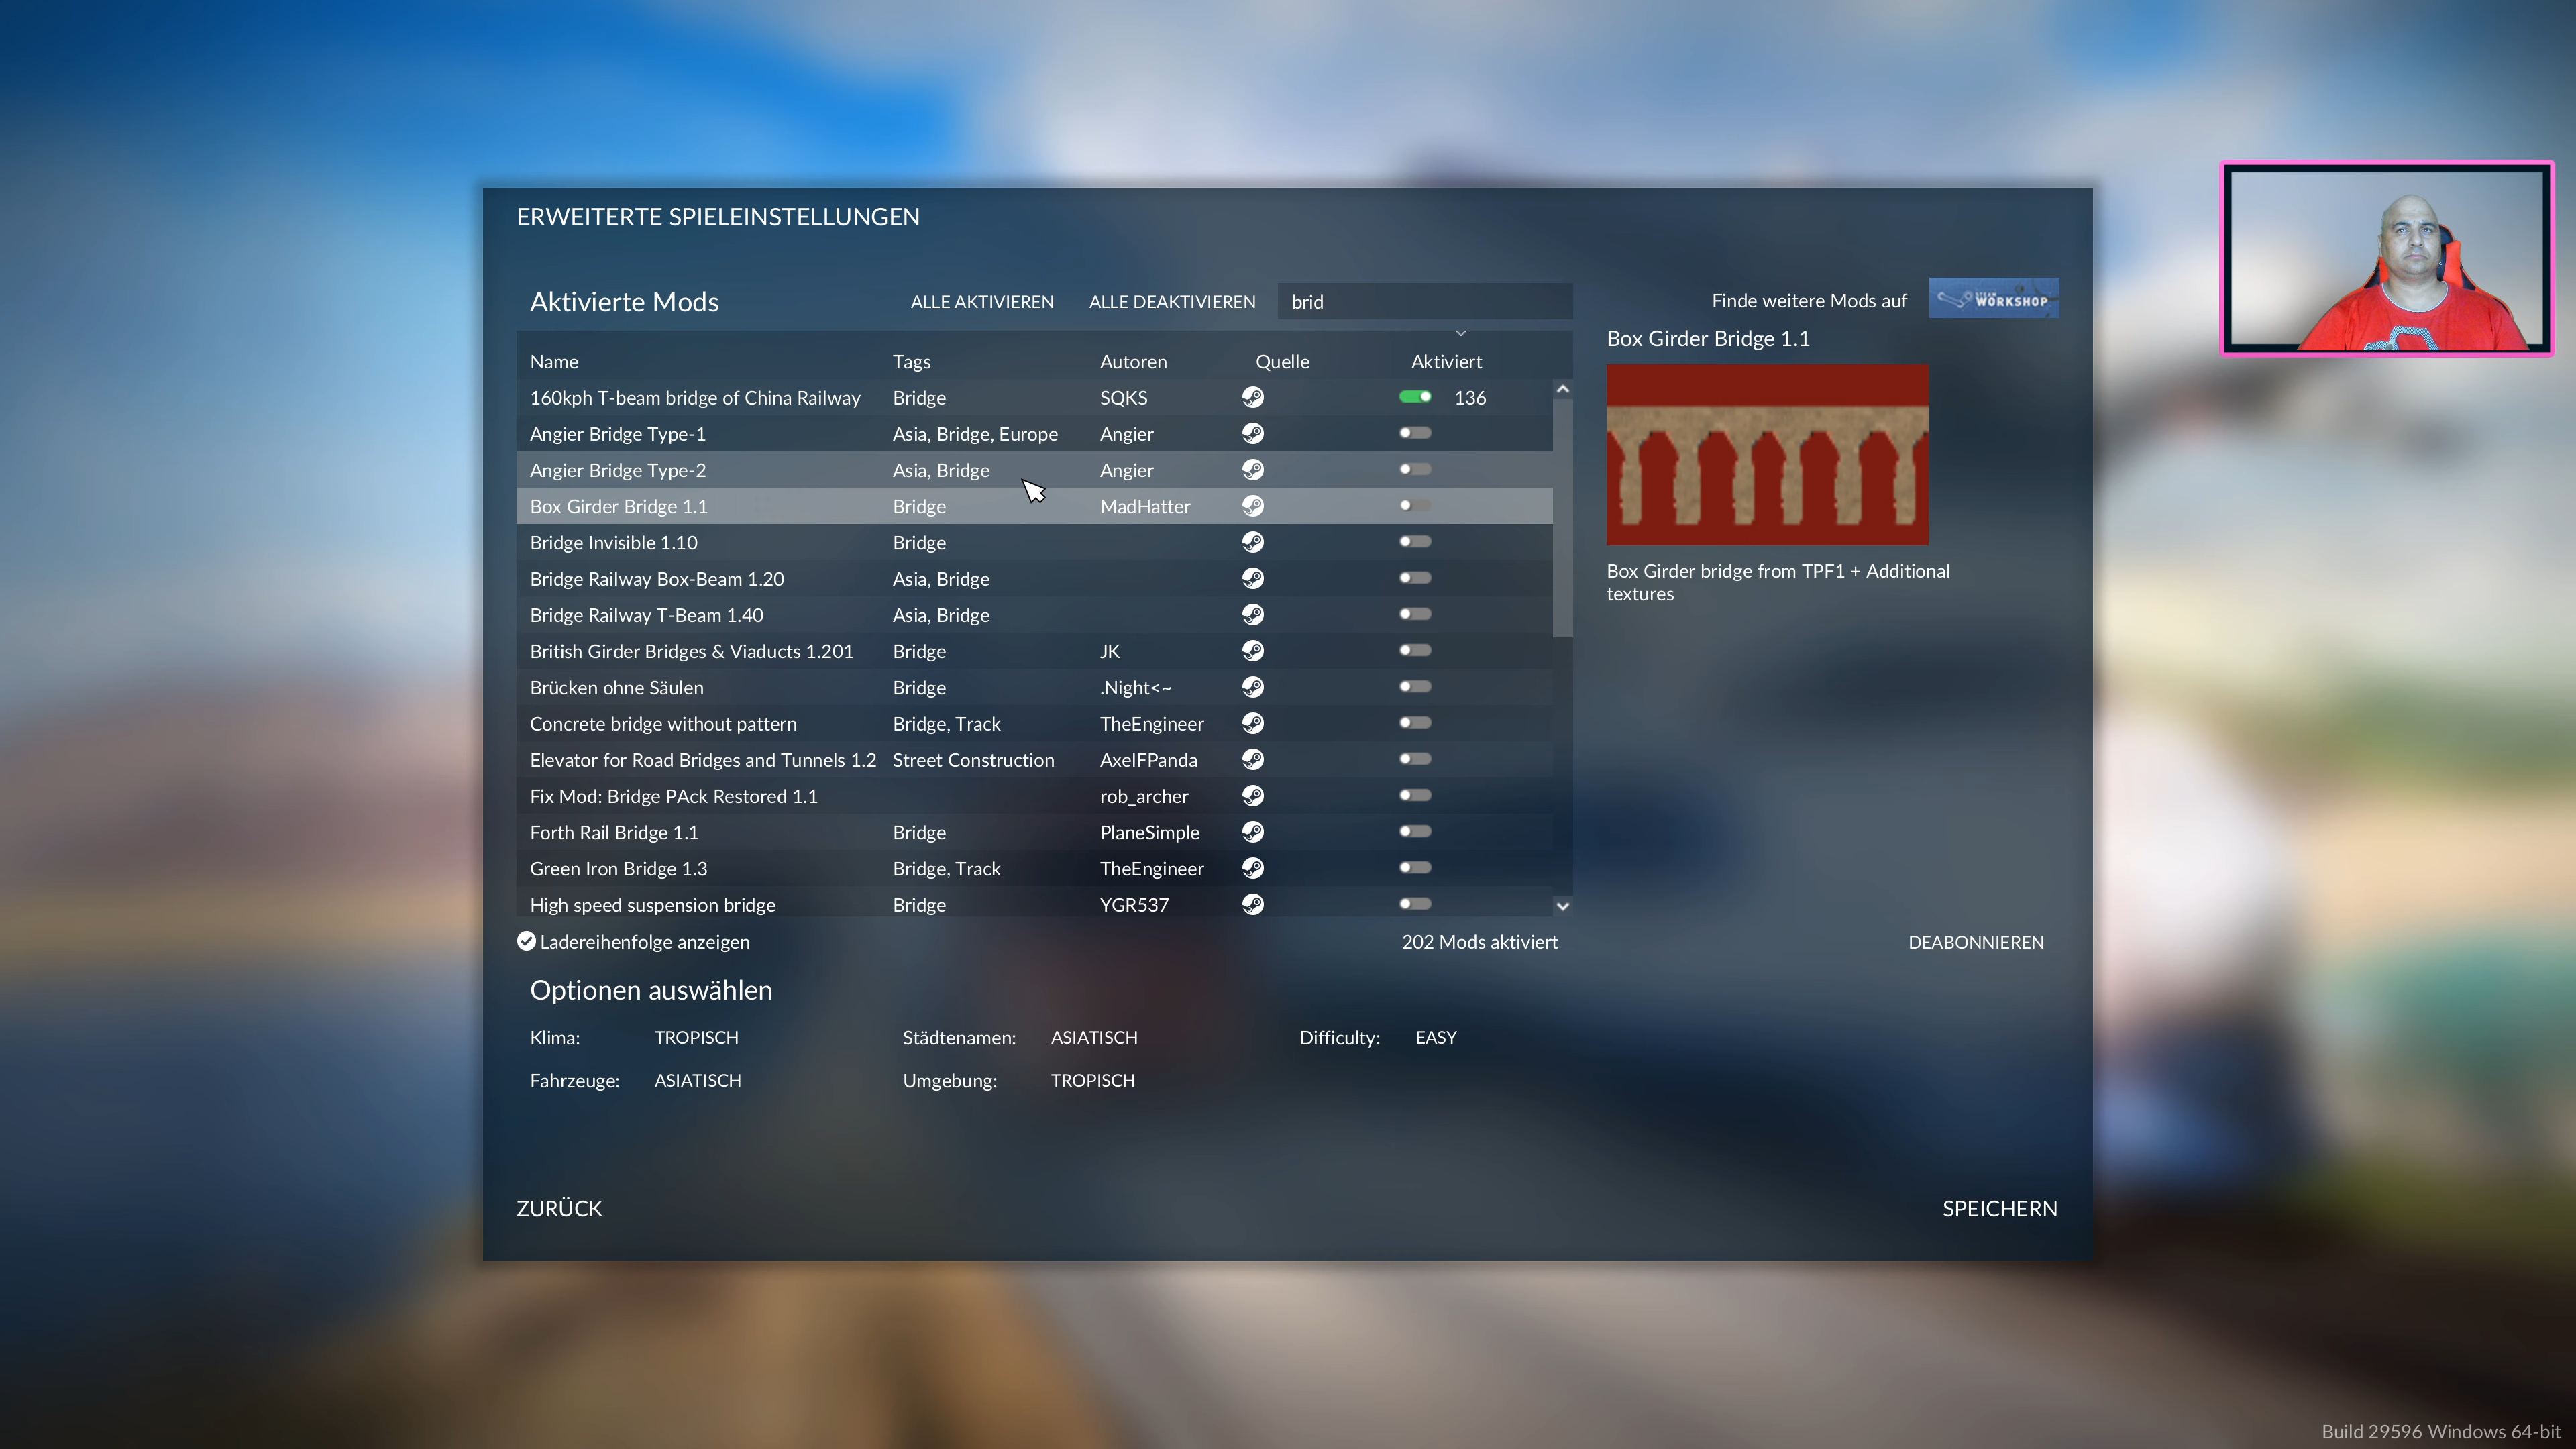 ERWEITERTE SPIELEINSTELLUNGEN
Aktivierte Mods ALLE AKTIVIEREN ALLE DEAKTIVIEREN brid Finde weitere Mods auf STEAM WORKSHOP
Name Tags Autoren Quelle Aktiviert
160kph T-beam bridge of China Railway Bridge SQKS 136
Angier Bridge Type-1 Asia, Bridge, Europe Angier
Angier Bridge Type-2 Asia, Bridge Angier
Box Girder Bridge 1.1 Bridge MadHatter
Bridge Invisible 1.10 Bridge
Bridge Railway Box-Beam 1.20 Asia, Bridge
Bridge Railway T-Beam 1.40 Asia, Bridge
British Girder Bridges & Viaducts 1.201 Bridge JK
Brücken ohne Säulen Bridge .Night<~
Concrete bridge without pattern Bridge, Track TheEngineer
Elevator for Road Bridges and Tunnels 1.2 Street Construction AxelFPanda
Fix Mod: Bridge PAck Restored 1.1 rob_archer
Forth Rail Bridge 1.1 Bridge PlaneSimple
Green Iron Bridge 1.3 Bridge, Track TheEngineer
High speed suspension bridge Bridge YGR537
Box Girder Bridge 1.1
Box Girder bridge from TPF1 + Additional
textures
Ladereihenfolge anzeigen 202 Mods aktiviert DEABONNIEREN
Optionen auswählen
Klima: TROPISCH Städtenamen: ASIATISCH Difficulty: EASY
Fahrzeuge: ASIATISCH Umgebung: TROPISCH
ZURÜCK SPEICHERN
Build 29596 Windows 64-bit